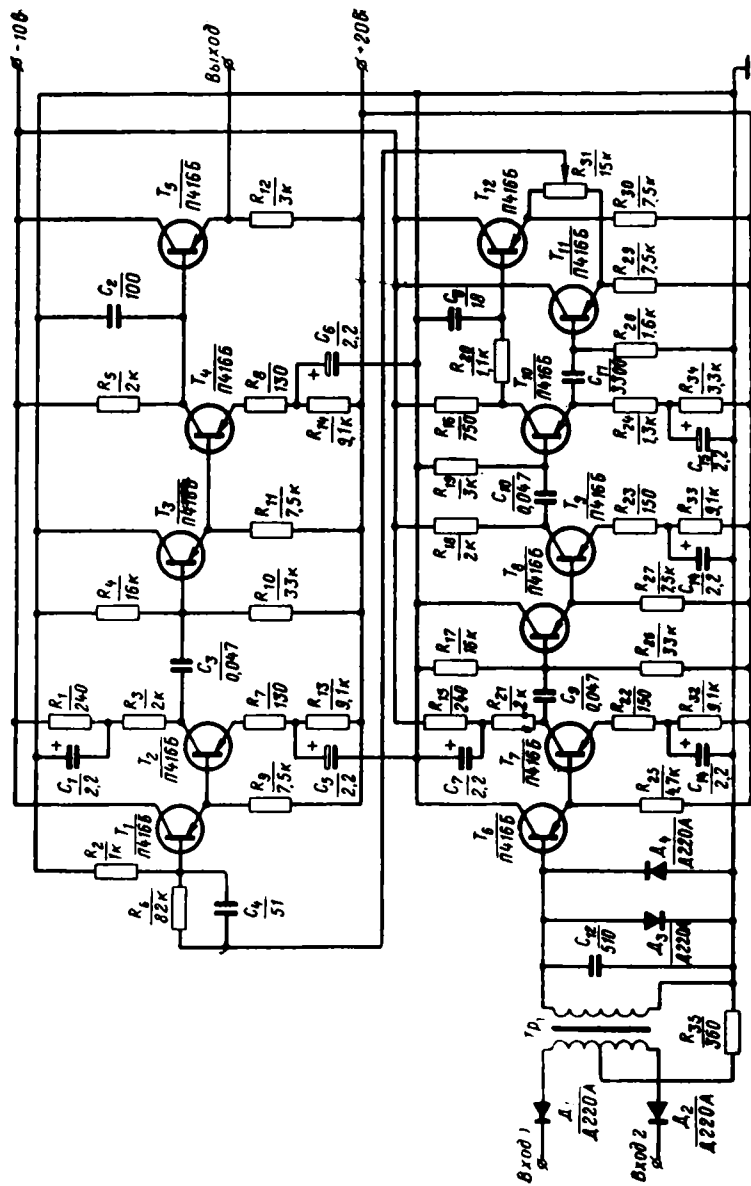 -10В
Выход
+20В
T5
П416Б
R12
3к
C2
100
R5
2к
T4
П416Б
R8
130
C6
2,2
R14
9,1к
T3
П416Б
R11
7,5к
R4
16к
R10
33к
C3
0,047
R1
240
R3
2к
C1
2,2
T2
П416Б
R7
130
R13
9,1к
C5
2,2
T1
П416Б
R9
7,5к
R2
1к
R6
82к
C4
51
T12
П416Б
R31
15к
R30
7,5к
T11
П416Б
R29
7,5к
18
R28
1,6к
1,1к
R16
750
T10
П416Б
C11
3300
R24
1,3к
R34
3,3к
C15
2,2
R19
3к
C10
0,047
R18
2к
T9
П416Б
R23
150
R33
9,1к
2,2
T8
П416Б
R27
7,5к
R17
16к
R26
33к
0,047
R15
240
R21
2к
C7
2,2
T7
П416Б
R22
150
R32
9,1к
C14
2,2
T6
П416Б
R25
4,7к
Д4
Д220А
Д3
Д220А
C12
510
Тр1
R35
360
Вход 1
Д1
Д220А
Вход 2
Д2
Д220А